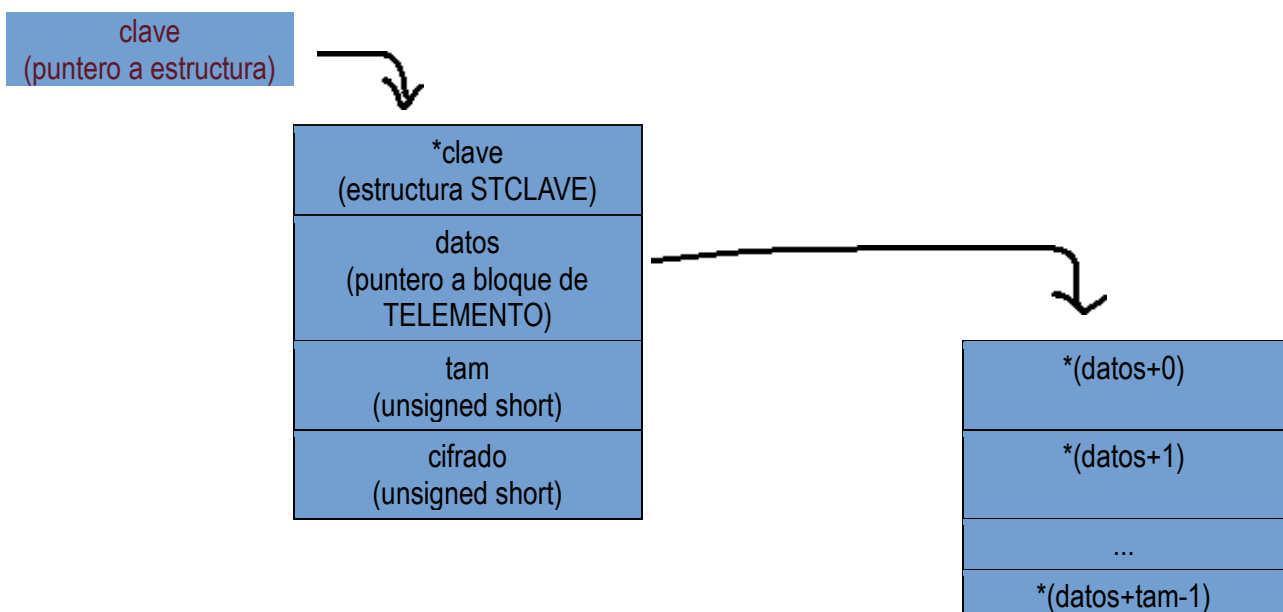 clave
(puntero a estructura)
*clave
(estructura STCLAVE)
datos
(puntero a bloque de
TELEMENTO)
tam
(unsigned short)
cifrado
(unsigned short)
*(datos+0)
*(datos+1)
...
*(datos+tam-1)